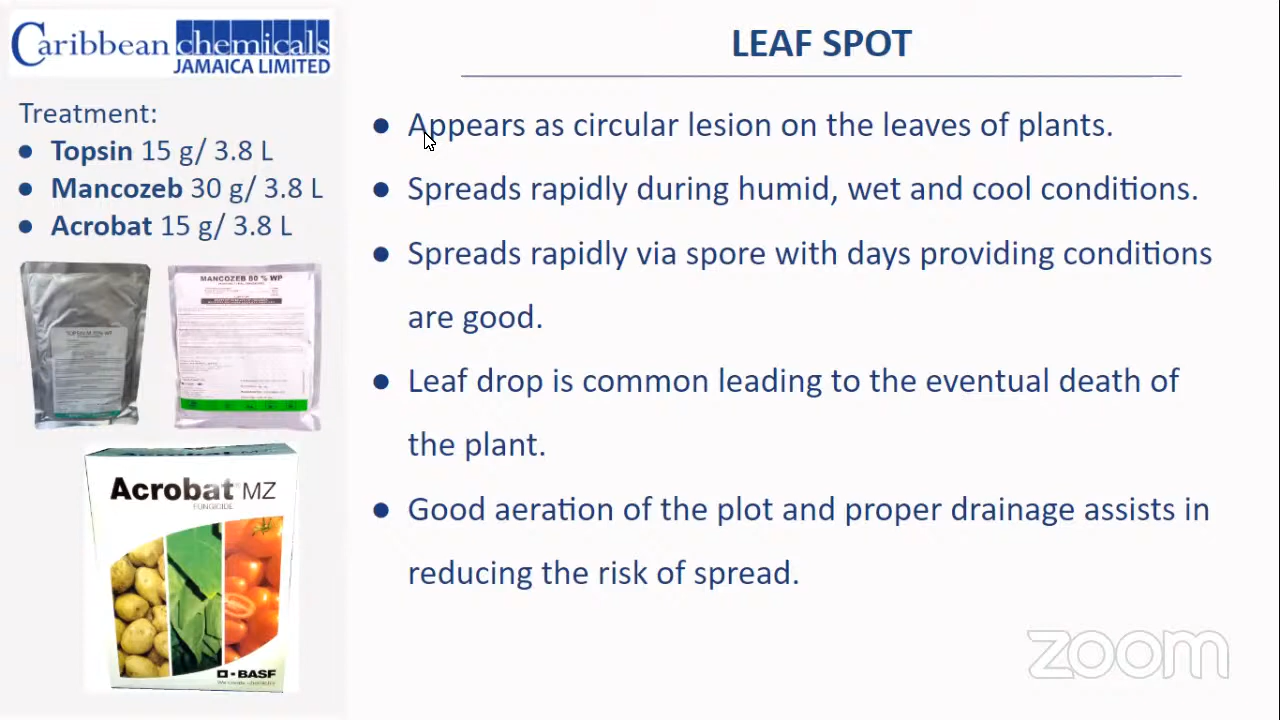 Caribbean chemicals
JAMAICA LIMITED
LEAF SPOT
Treatment:
● Topsin 15 g/ 3.8 L
● Mancozeb 30 g/ 3.8 L
● Acrobat 15 g/ 3.8 L
● Appears as circular lesion on the leaves of plants.
● Spreads rapidly during humid, wet and cool conditions.
● Spreads rapidly via spore with days providing conditions
are good.
● Leaf drop is common leading to the eventual death of
the plant.
● Good aeration of the plot and proper drainage assists in
reducing the risk of spread.
MANCOZEB 80 % WP
Acrobat MZ
FUNGICIDE
BASF
We create chemistry
zoom